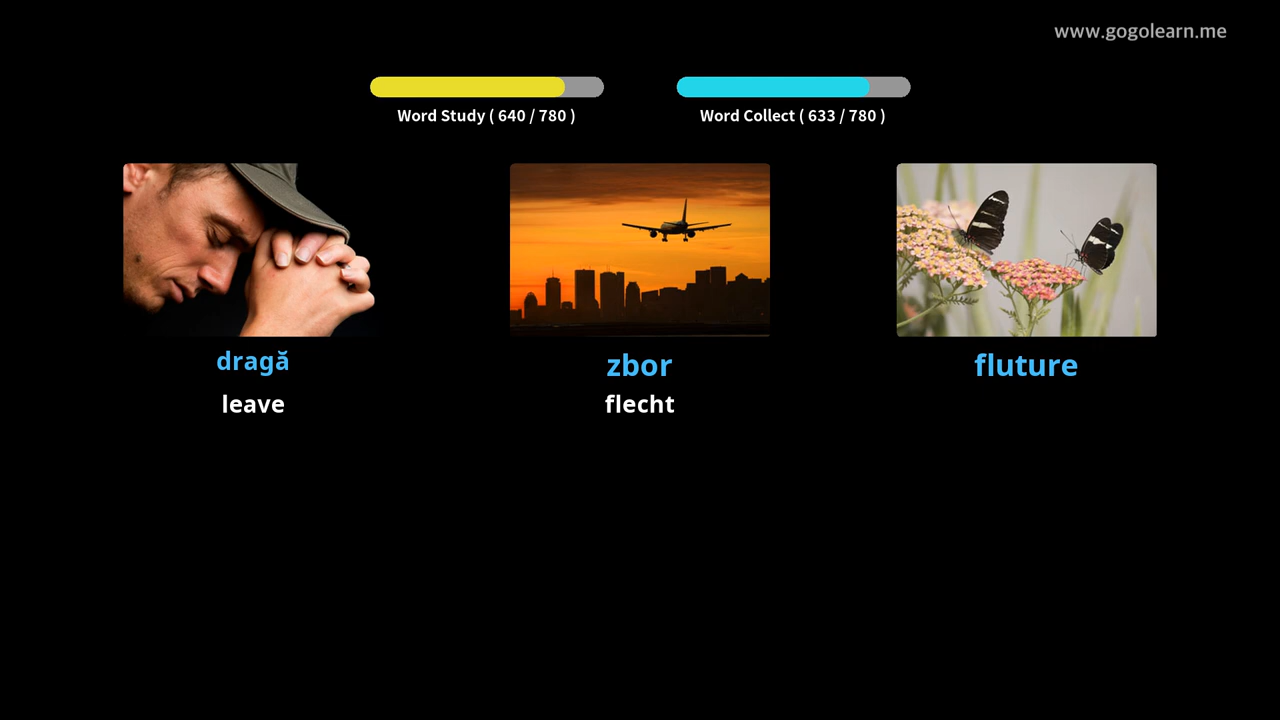 www.gogolearn.me
Word Study ( 640 / 780 )
Word Collect ( 633 / 780 )
dragă
zbor
fluture
leave
flecht